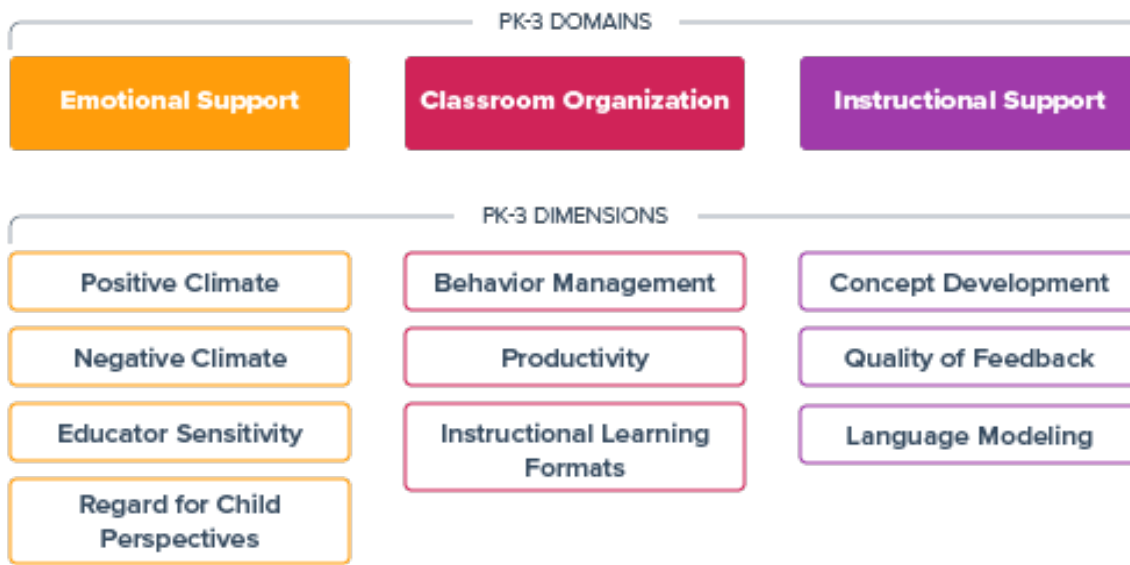 PK-3 DOMAINS
Emotional Support
Classroom Organization
Instructional Support
PK-3 DIMENSIONS
Positive Climate
Behavior Management
Concept Development
Negative Climate
Productivity
Quality of Feedback
Educator Sensitivity
Instructional Learning
Formats
Language Modeling
Regard for Child
Perspectives